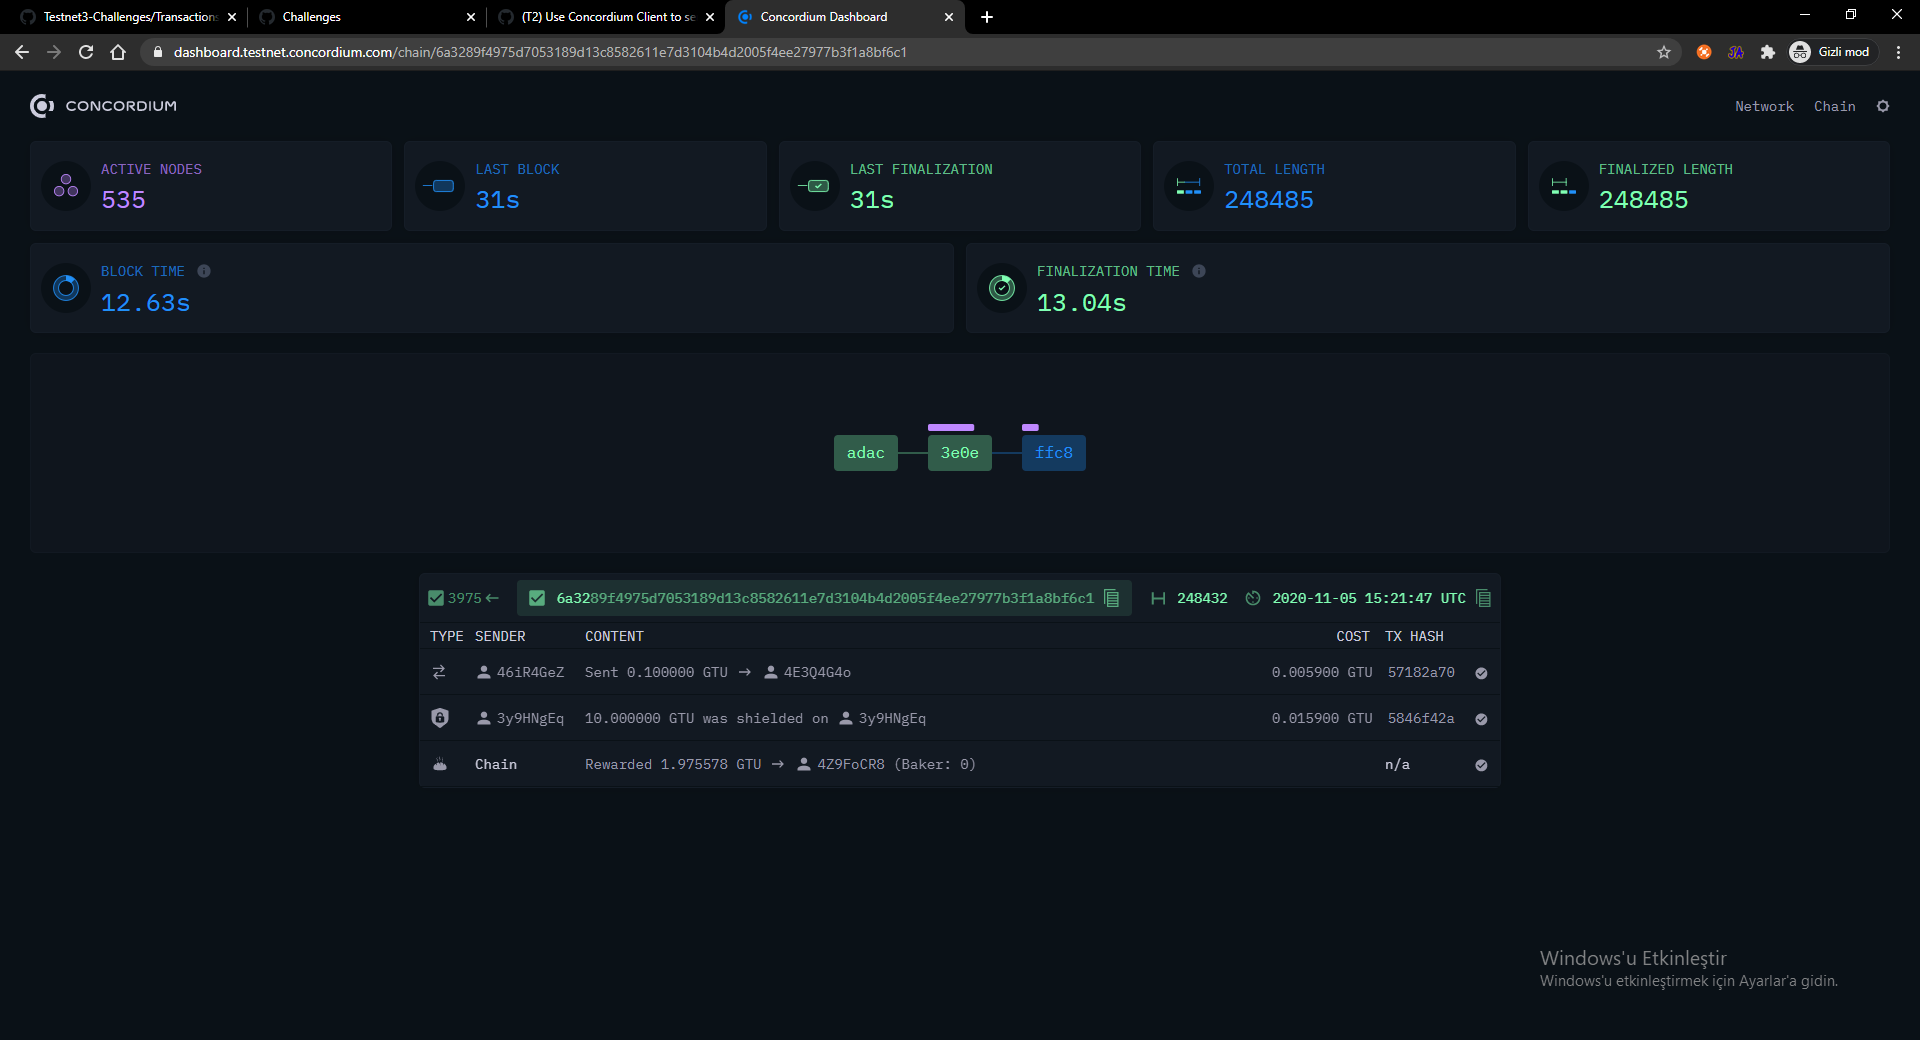 Testnet3-Challenges/Transactions
Challenges
(T2) Use Concordium Client to se
Concordium Dashboard
dashboard.testnet.concordium.com/chain/6a3289f4975d7053189d13c8582611e7d3104b4d2005f4ee27977b3f1a8bf6c1
Gizli mod
CONCORDIUM
Network Chain
ACTIVE NODES
535
LAST BLOCK
31s
LAST FINALIZATION
31s
TOTAL LENGTH
248485
FINALIZED LENGTH
248485
BLOCK TIME
12.63s
FINALIZATION TIME
13.04s
adac
3e0e
ffc8
3975← 6a3289f4975d7053189d13c8582611e7d3104b4d2005f4ee27977b3f1a8bf6c1 248432 2020-11-05 15:21:47 UTC
TYPE SENDER CONTENT COST TX HASH
46iR4GeZ Sent 0.100000 GTU → 4E3Q4G4o 0.005900 GTU 57182a70
3y9HNgEq 10.000000 GTU was shielded on 3y9HNgEq 0.015900 GTU 5846f42a
Chain Rewarded 1.975578 GTU → 4Z9FoCR8 (Baker: 0) n/a
Windows'u Etkinleştir
Windows'u etkinleştirmek için Ayarlar'a gidin.